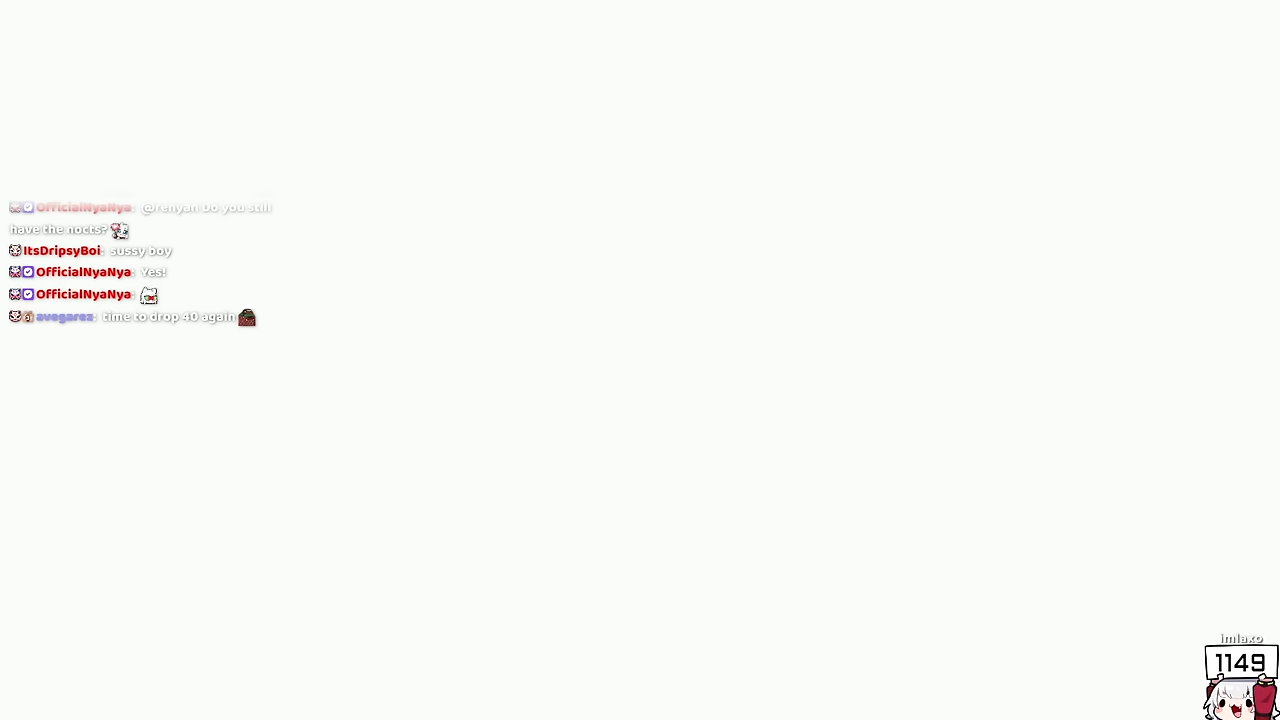 OfficialNyaNya: @renyan Do you still
have the nocts?
ItsDripsyBoi: sussy boy
OfficialNyaNya: Yes!
OfficialNyaNya:
avegarez: time to drop 40 again
imlaxo
1149